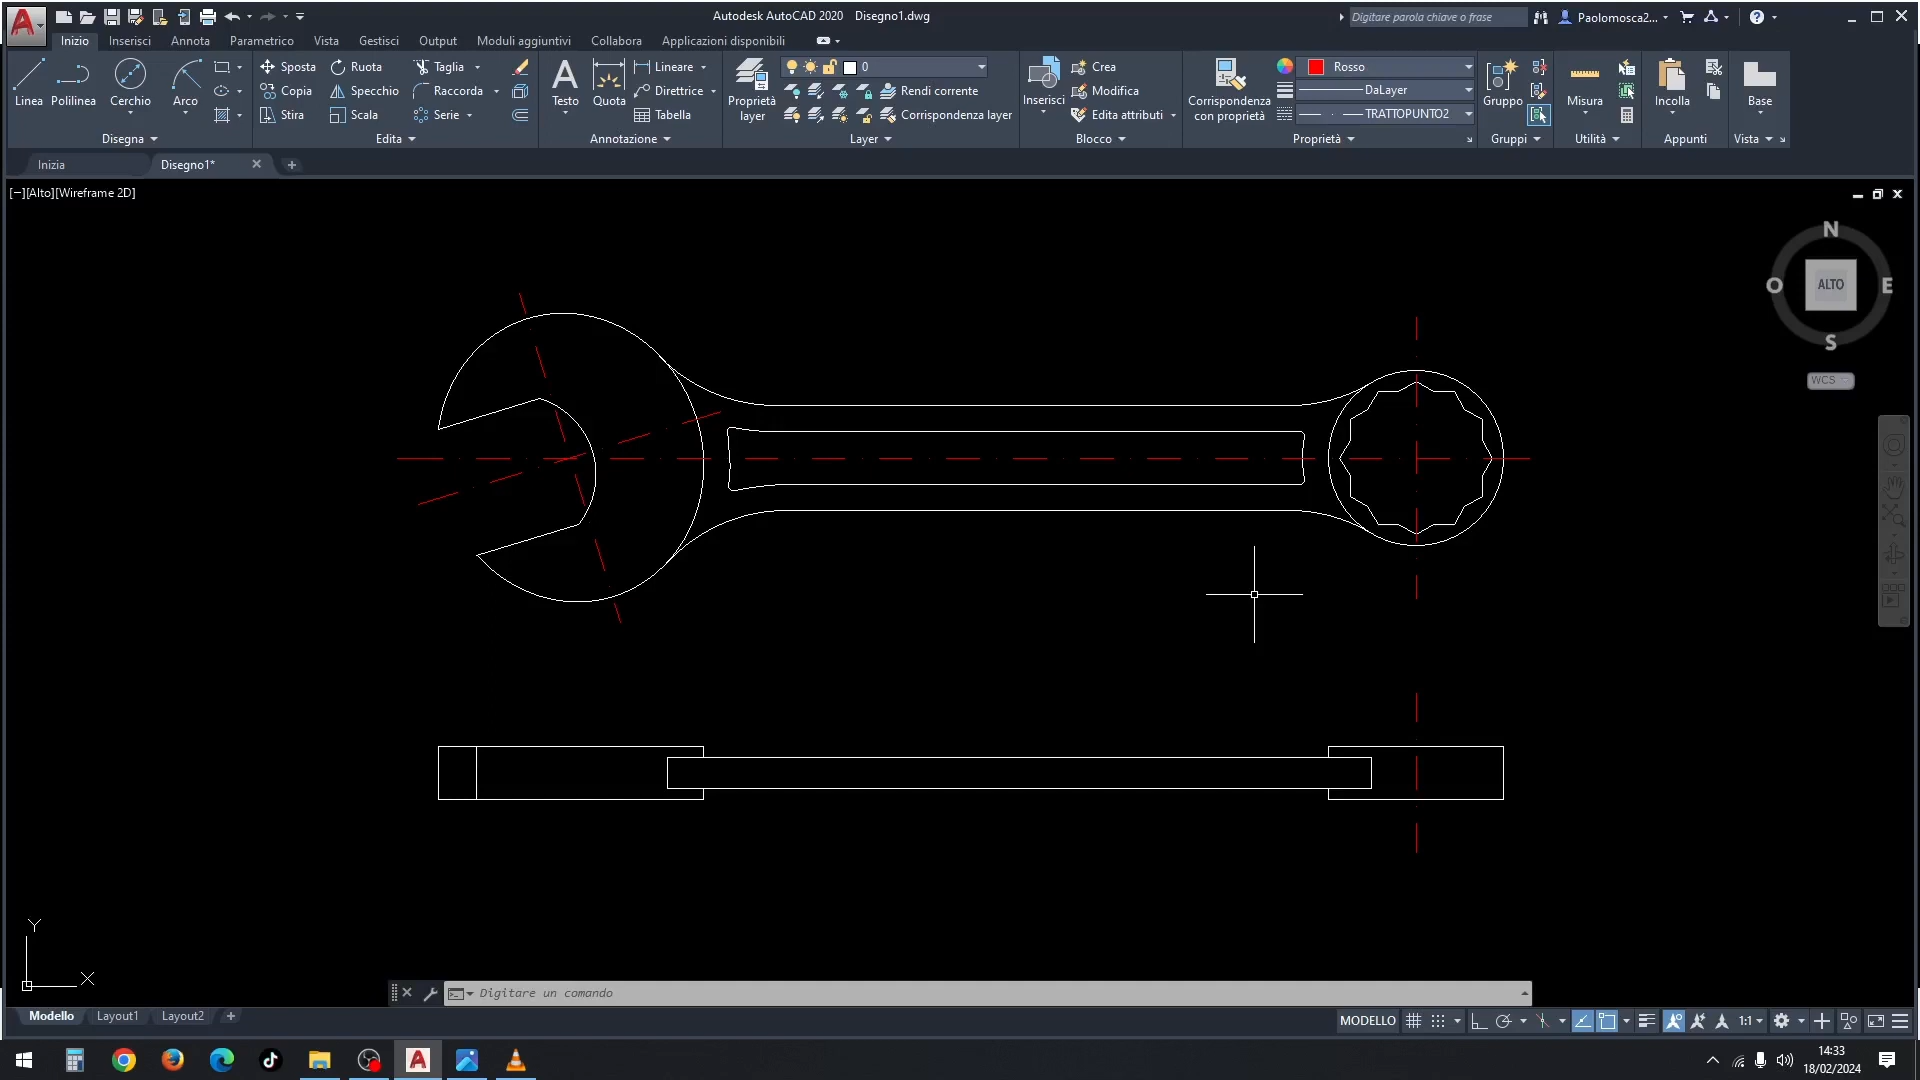 Autodesk AutoCAD 2020 Disegno1.dwg
Digitare parola chiave o frase
Paolomosca2...
Inizio Inserisci Annota Parametrico Vista Gestisci Output Moduli aggiuntivi Collabora Applicazioni disponibili
Linea Polilinea Cerchio Arco
Sposta Ruota Taglia
Copia Specchio Raccorda
Stira Scala Serie
Testo Quota
Lineare
Direttrice
Tabella
Proprietà layer
0
Rendi corrente
Corrispondenza layer
Inserisci
Crea
Modifica
Edita attributi
Corrispondenza con proprietà
Rosso
DaLayer
TRATTOPUNTO2
Gruppo
Misura
Incolla
Base
Disegna Edita Annotazione Layer Blocco Proprietà Gruppi Utilità Appunti Vista
Inizia Disegno1*
[−][Alto][Wireframe 2D]
N
O ALTO E
S
WCS
Y
X
Digitare un comando
Modello Layout1 Layout2
MODELLO 1:1
14:33
18/02/2024